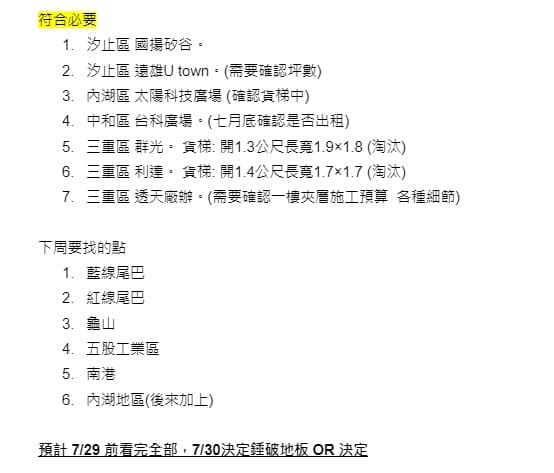 符合必要
1. 汐止區 國揚矽谷。
2. 汐止區 遠雄U town。(需要確認坪數)
3. 內湖區 太陽科技廣場 (確認貨梯中)
4. 中和區 台科廣場。(七月底確認是否出租)
5. 三重區 群光。 貨梯: 開1.3公尺長寬1.9×1.8 (淘汰)
6. 三重區 利達。 貨梯: 開1.4公尺長寬1.7×1.7 (淘汰)
7. 三重區 透天廠辦。(需要確認一樓夾層施工預算 各種細節)
下周要找的點
1. 藍線尾巴
2. 紅線尾巴
3. 龜山
4. 五股工業區
5. 南港
6. 內湖地區(後來加上)
預計 7/29 前看完全部，7/30決定錘破地板 OR 決定